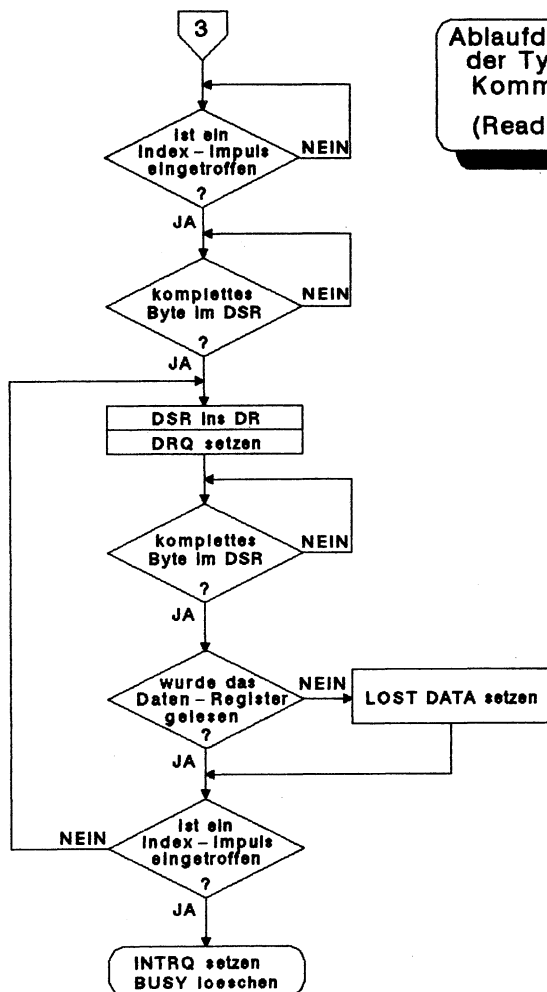 3
Ablaufd
der Ty
Komm
(Read
ist ein
Index – Impuls
eingetroffen
?
NEIN
JA
komplettes
Byte im DSR
?
NEIN
JA
DSR ins DR
DRQ setzen
komplettes
Byte im DSR
?
NEIN
JA
wurde das
Daten – Register
gelesen
?
NEIN
LOST DATA setzen
JA
ist ein
Index – Impuls
eingetroffen
?
NEIN
JA
INTRQ setzen
BUSY loeschen